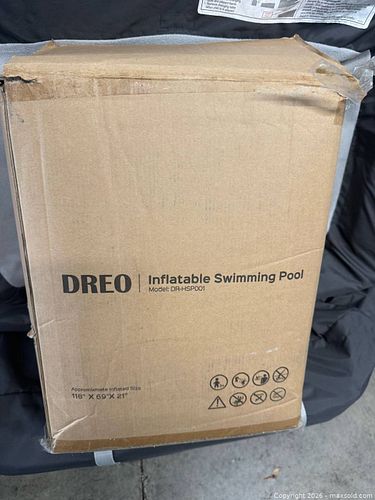 DREO
Inflatable Swimming Pool
Model: DR-HSP001
Approximate Inflated Size
118" X 69"X 21"
Copyright © 2026 - maxsold.com